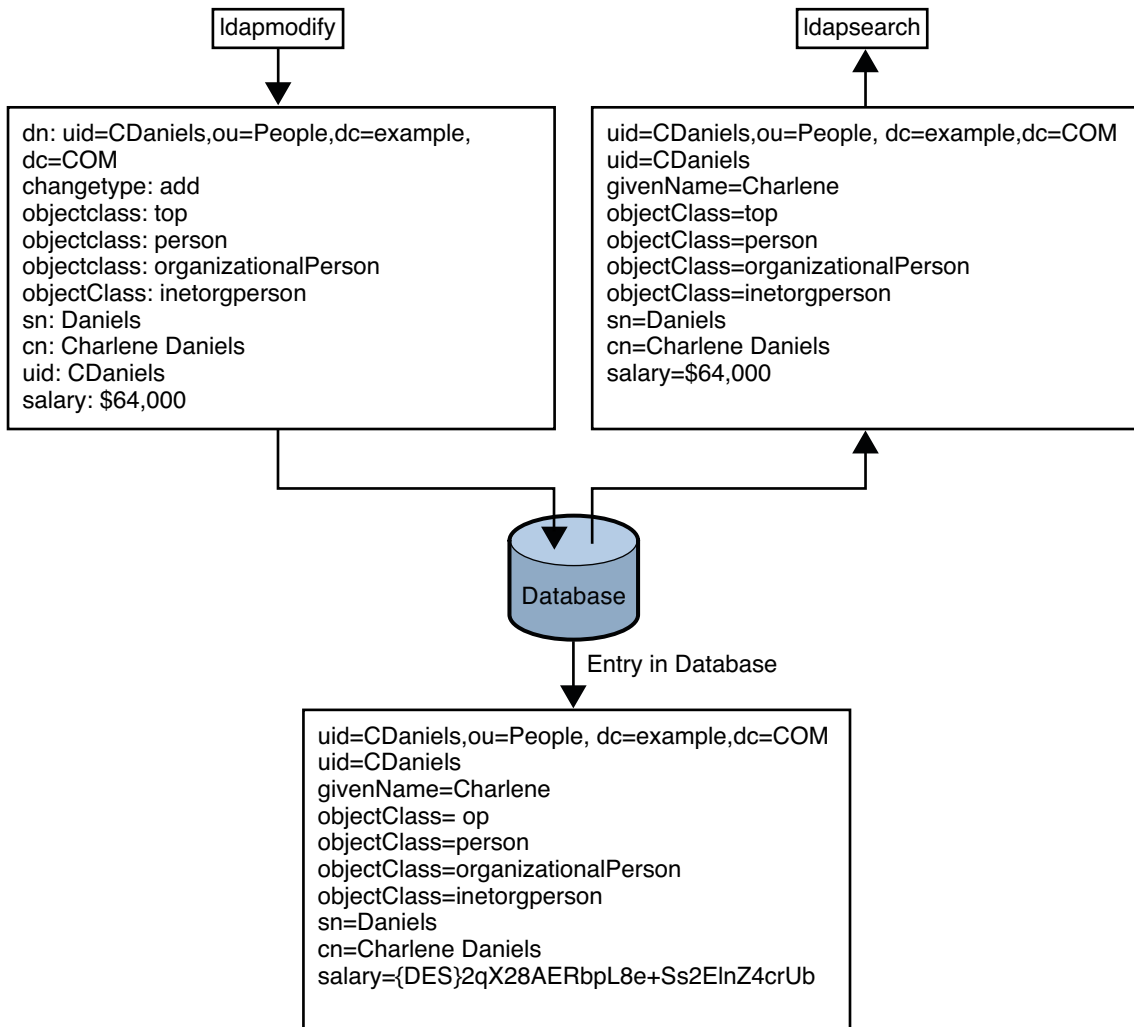 ldapmodify
dn: uid=CDaniels,ou=People,dc=example,
dc=COM
changetype: add
objectclass: top
objectclass: person
objectclass: organizationalPerson
objectClass: inetorgperson
sn: Daniels
cn: Charlene Daniels
uid: CDaniels
salary: $64,000
ldapsearch
uid=CDaniels,ou=People, dc=example,dc=COM
uid=CDaniels
givenName=Charlene
objectClass=top
objectClass=person
objectClass=organizationalPerson
objectClass=inetorgperson
sn=Daniels
cn=Charlene Daniels
salary=$64,000
Database
Entry in Database
uid=CDaniels,ou=People, dc=example,dc=COM
uid=CDaniels
givenName=Charlene
objectClass= op
objectClass=person
objectClass=organizationalPerson
objectClass=inetorgperson
sn=Daniels
cn=Charlene Daniels
salary={DES}2qX28AERbpL8e+Ss2ElnZ4crUb